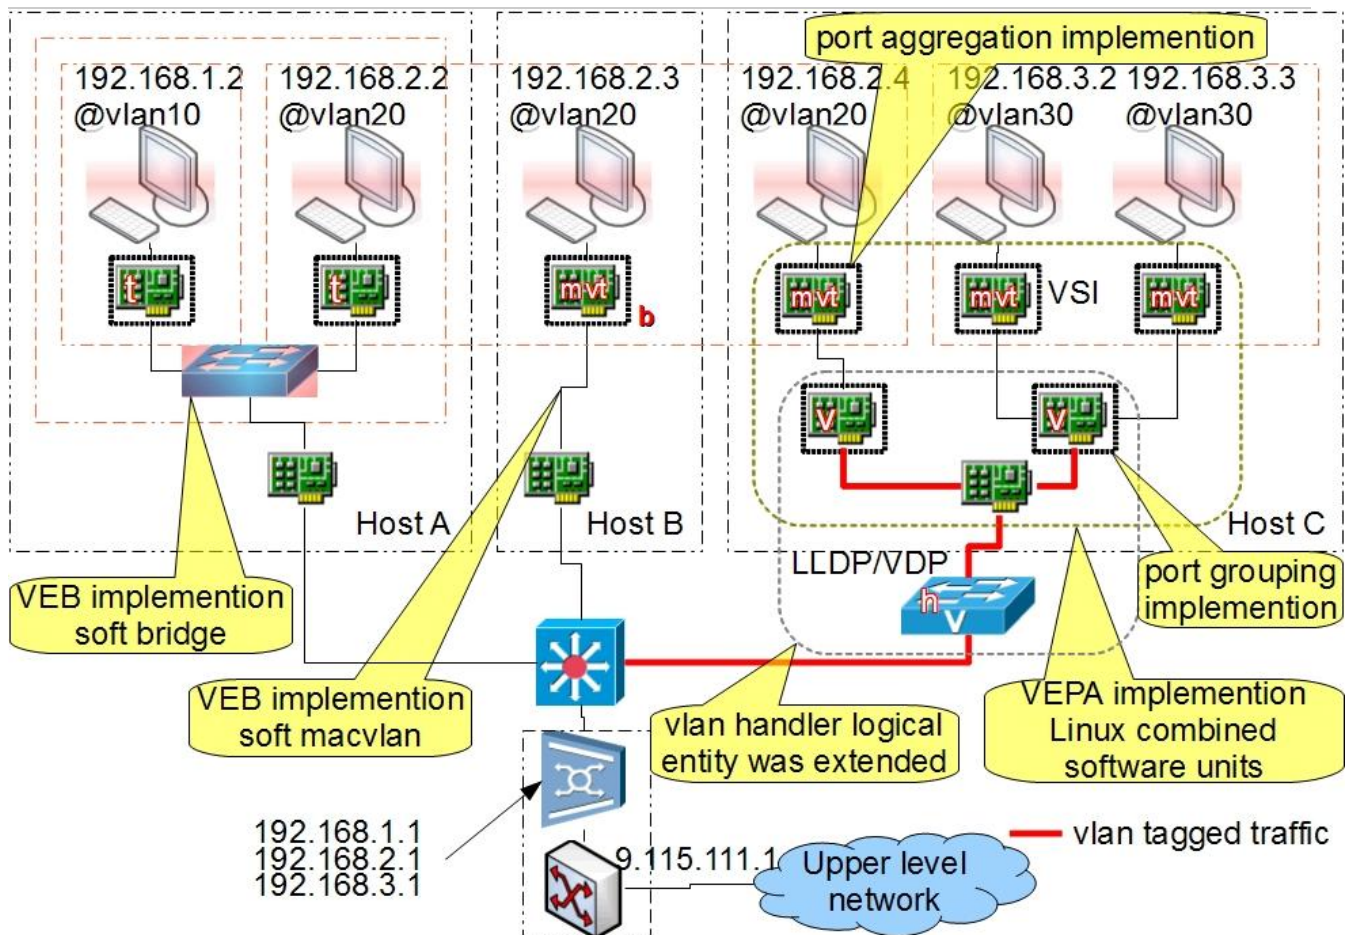 port aggregation implemention
192.168.1.2
@vlan10
192.168.2.2
@vlan20
192.168.2.3
@vlan20
192.168.2.4
@vlan20
192.168.3.2
@vlan30
192.168.3.3
@vlan30
t
t
m vt
b
m vt
m vt
VSI
m vt
V
V
Host A
Host B
Host C
LLDP/VDP
h
V
port grouping
implemention
VEB implemention
soft bridge
VEB implemention
soft macvlan
vlan handler logical
entity was extended
VEPA implemention
Linux combined
software units
192.168.1.1
192.168.2.1
192.168.3.1
vlan tagged traffic
9.115.111.1
Upper level
network